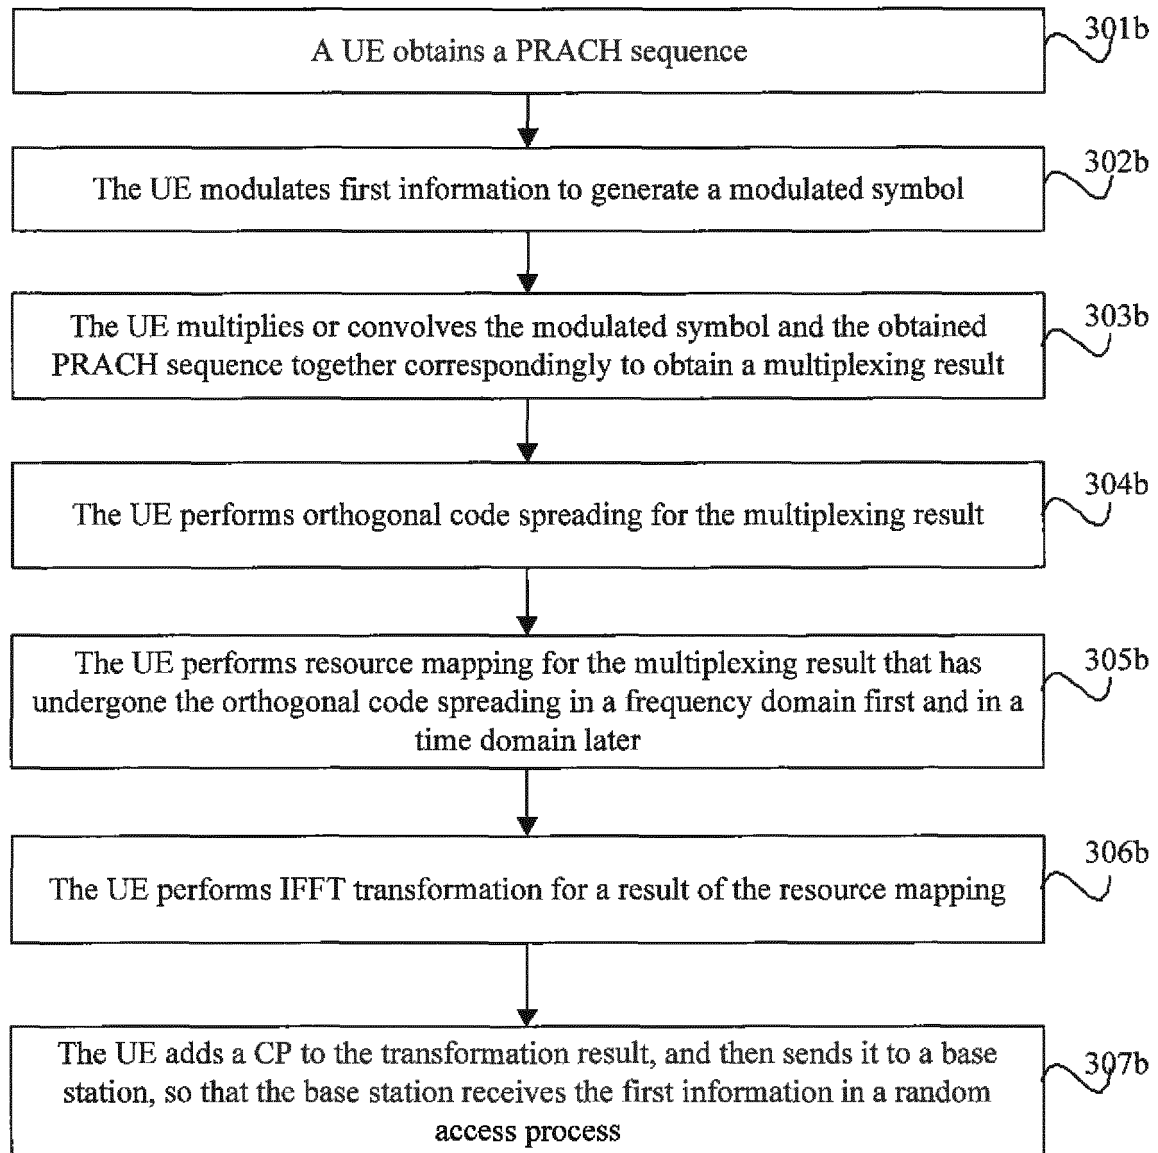 A UE obtains a PRACH sequence
301b
The UE modulates first information to generate a modulated symbol
302b
The UE multiplies or convolves the modulated symbol and the obtained
PRACH sequence together correspondingly to obtain a multiplexing result
303b
The UE performs orthogonal code spreading for the multiplexing result
304b
The UE performs resource mapping for the multiplexing result that has
undergone the orthogonal code spreading in a frequency domain first and in a
time domain later
305b
The UE performs IFFT transformation for a result of the resource mapping
306b
The UE adds a CP to the transformation result, and then sends it to a base
station, so that the base station receives the first information in a random
access process
307b